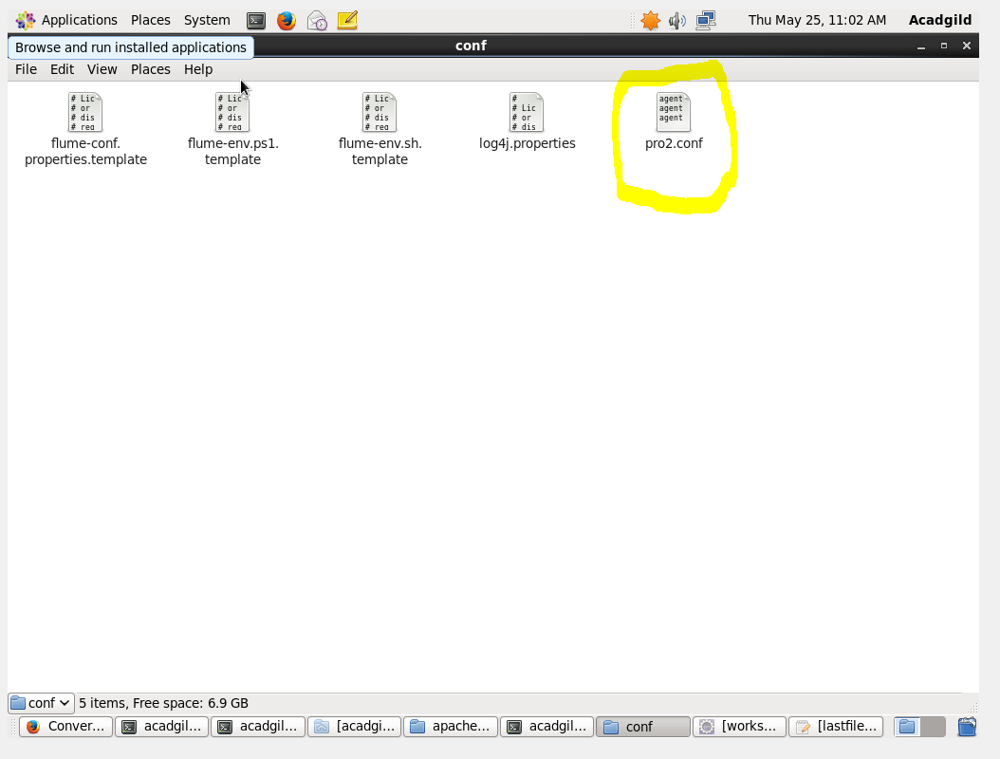 Applications Places System Thu May 25, 11:02 AM Acadgild
Browse and run installed applications
conf
File Edit View Places Help
# Lic
# or
# dis
# req
flume-conf.
properties.template
# Lic
# or
# dis
# req
flume-env.ps1.
template
# Lic
# or
# dis
# req
flume-env.sh.
template
#
# Lic
# or
# dis
log4j.properties
agent
agent
agent
pro2.conf
conf 5 items, Free space: 6.9 GB
Conver... acadgil... acadgil... [acadgi... apache... acadgil... conf [works... [lastfile...